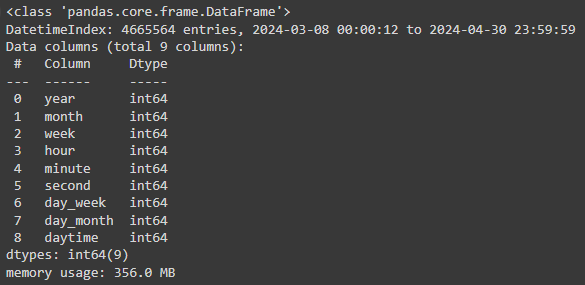 <class 'pandas.core.frame.DataFrame'>
DatetimeIndex: 4665564 entries, 2024-03-08 00:00:12 to 2024-04-30 23:59:59
Data columns (total 9 columns):
 #   Column     Dtype
---  ------     -----
 0   year       int64
 1   month      int64
 2   week       int64
 3   hour       int64
 4   minute     int64
 5   second     int64
 6   day_week   int64
 7   day_month  int64
 8   daytime    int64
dtypes: int64(9)
memory usage: 356.0 MB